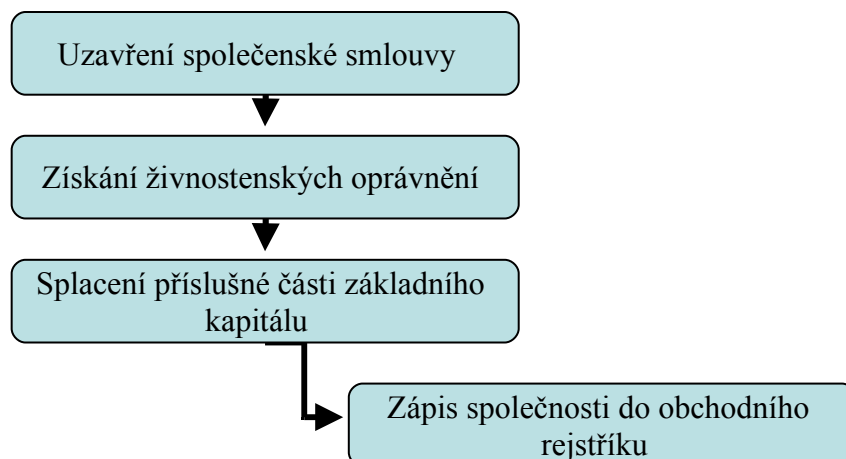 Uzavření společenské smlouvy
Získání živnostenských oprávnění
Splacení příslušné části základního
kapitálu
Zápis společnosti do obchodního
rejstříku